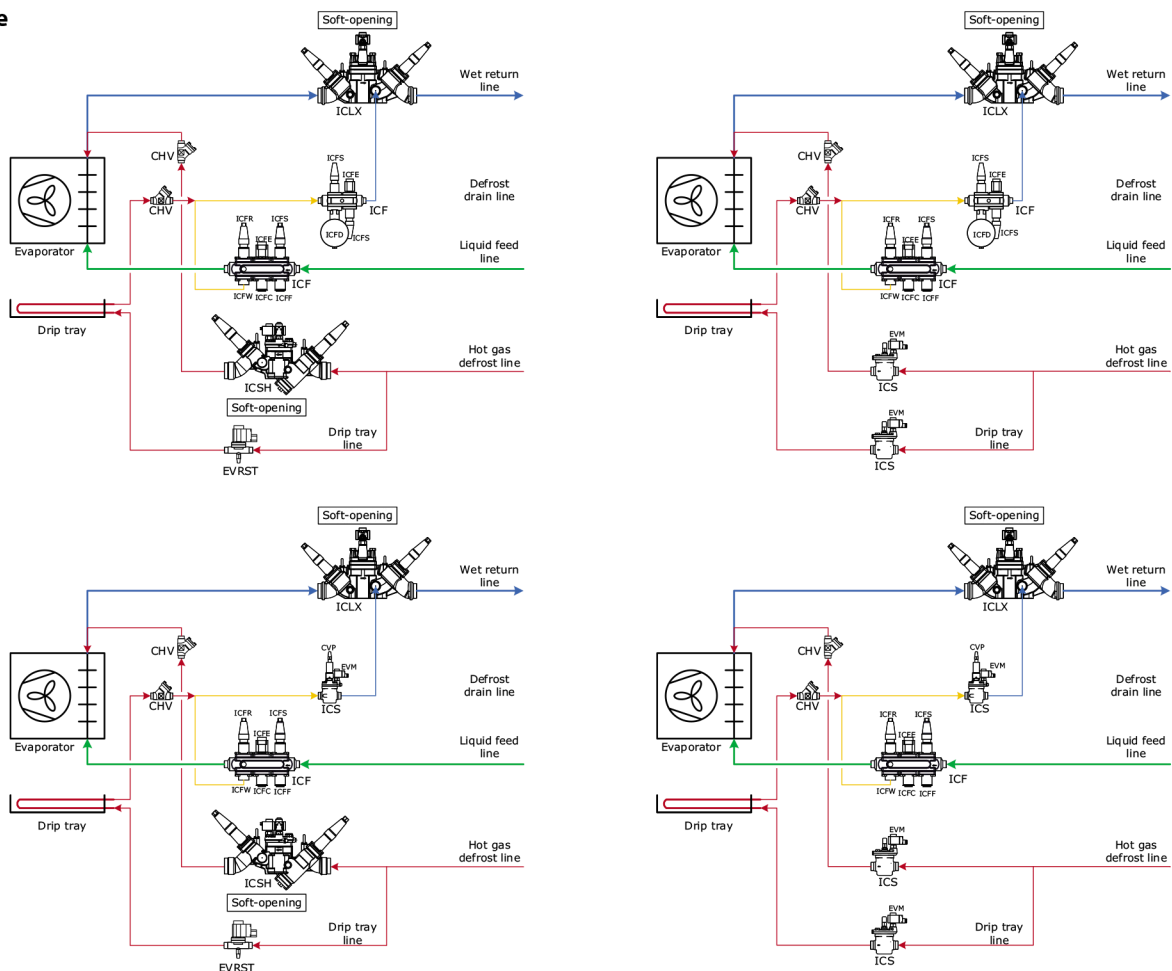 e
Soft-opening
Wet return
line
ICLX
CHV
ICFS
ICFE
Defrost
drain line
CHV
ICF
ICFR
ICFS
ICFD
ICFS
ICFE
Liquid feed
line
Evaporator
ICF
ICFW
ICFC
ICFF
Drip tray
Hot gas
defrost line
ICSH
Soft-opening
Drip tray
line
EVRST
Soft-opening
Wet return
line
ICLX
CHV
ICFS
ICFE
Defrost
drain line
CHV
ICF
ICFR
ICFS
ICFD
ICFS
ICFE
Liquid feed
line
Evaporator
ICF
ICFW
ICFC
ICFF
Drip tray
EVM
Hot gas
defrost line
ICS
EVM
Drip tray
line
ICS
Soft-opening
Wet return
line
ICLX
CHV
CVP
EVM
Defrost
drain line
CHV
ICS
ICFR
ICFS
ICFE
Liquid feed
line
Evaporator
ICF
ICFW
ICFC
ICFF
Drip tray
Hot gas
defrost line
ICSH
Soft-opening
Drip tray
line
EVRST
Soft-opening
Wet return
line
ICLX
CHV
CVP
EVM
Defrost
drain line
CHV
ICS
ICFR
ICFS
ICFE
Liquid feed
line
Evaporator
ICF
ICFW
ICFC
ICFF
Drip tray
EVM
Hot gas
defrost line
ICS
EVM
Drip tray
line
ICS